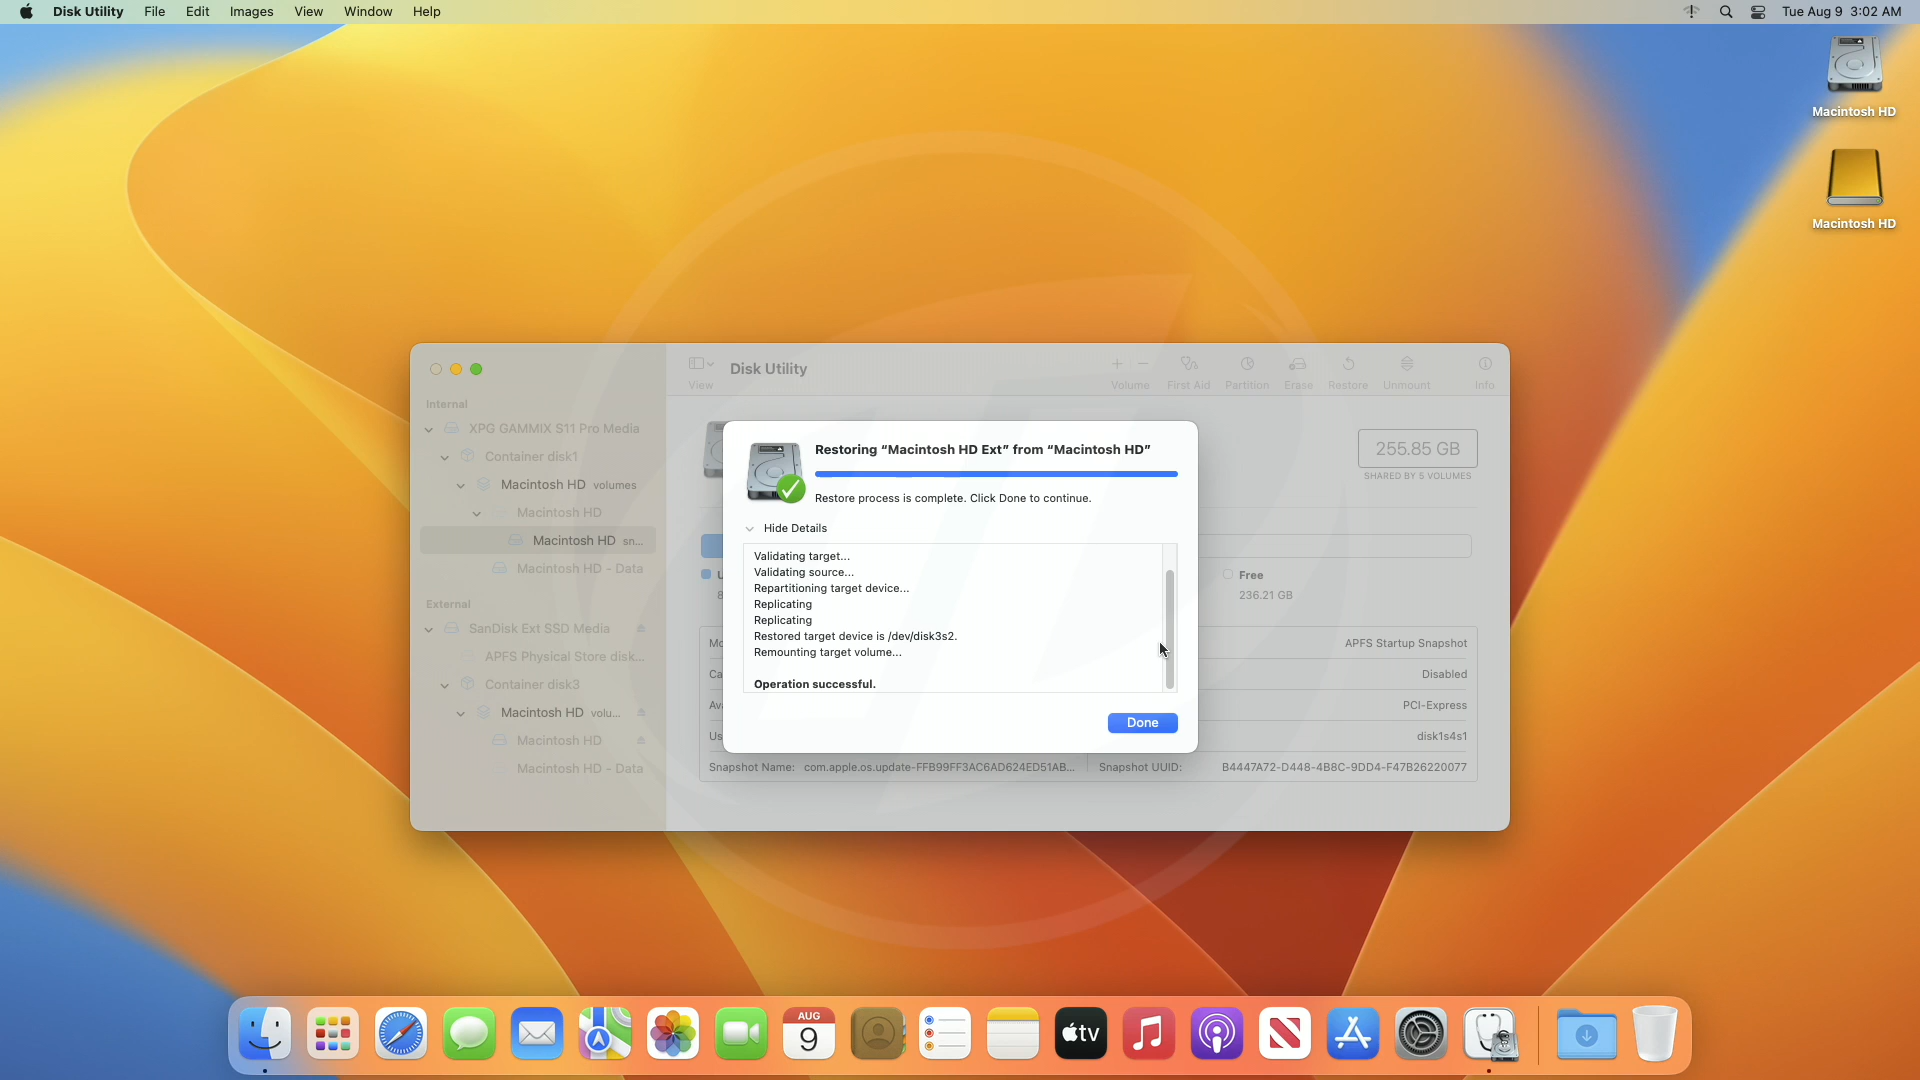 Disk Utility File Edit Images View Window Help Tue Aug 9 3:02 AM
Macintosh HD
Macintosh HD
View
Disk Utility
Volume First Aid Partition Erase Restore Unmount Info
Internal
XPG GAMMIX S11 Pro Media
Container disk1
Macintosh HD volumes
Macintosh HD
Macintosh HD sn...
Macintosh HD - Data
External
SanDisk Ext SSD Media
APFS Physical Store disk...
Container disk3
Macintosh HD volu...
Macintosh HD
Macintosh HD - Data
255.85 GB
SHARED BY 5 VOLUMES
Restoring “Macintosh HD Ext” from “Macintosh HD”
Restore process is complete. Click Done to continue.
Hide Details
Validating target...
Validating source...
Repartitioning target device...
Replicating
Replicating
Restored target device is /dev/disk3s2.
Remounting target volume...
Operation successful.
Done
Free
236.21 GB
APFS Startup Snapshot
Disabled
PCI-Express
disk1s4s1
Snapshot Name: com.apple.os.update-FFB99FF3AC6AD624ED51AB... Snapshot UUID: B4447A72-D448-4B8C-9DD4-F47B26220077
AUG
9
tv